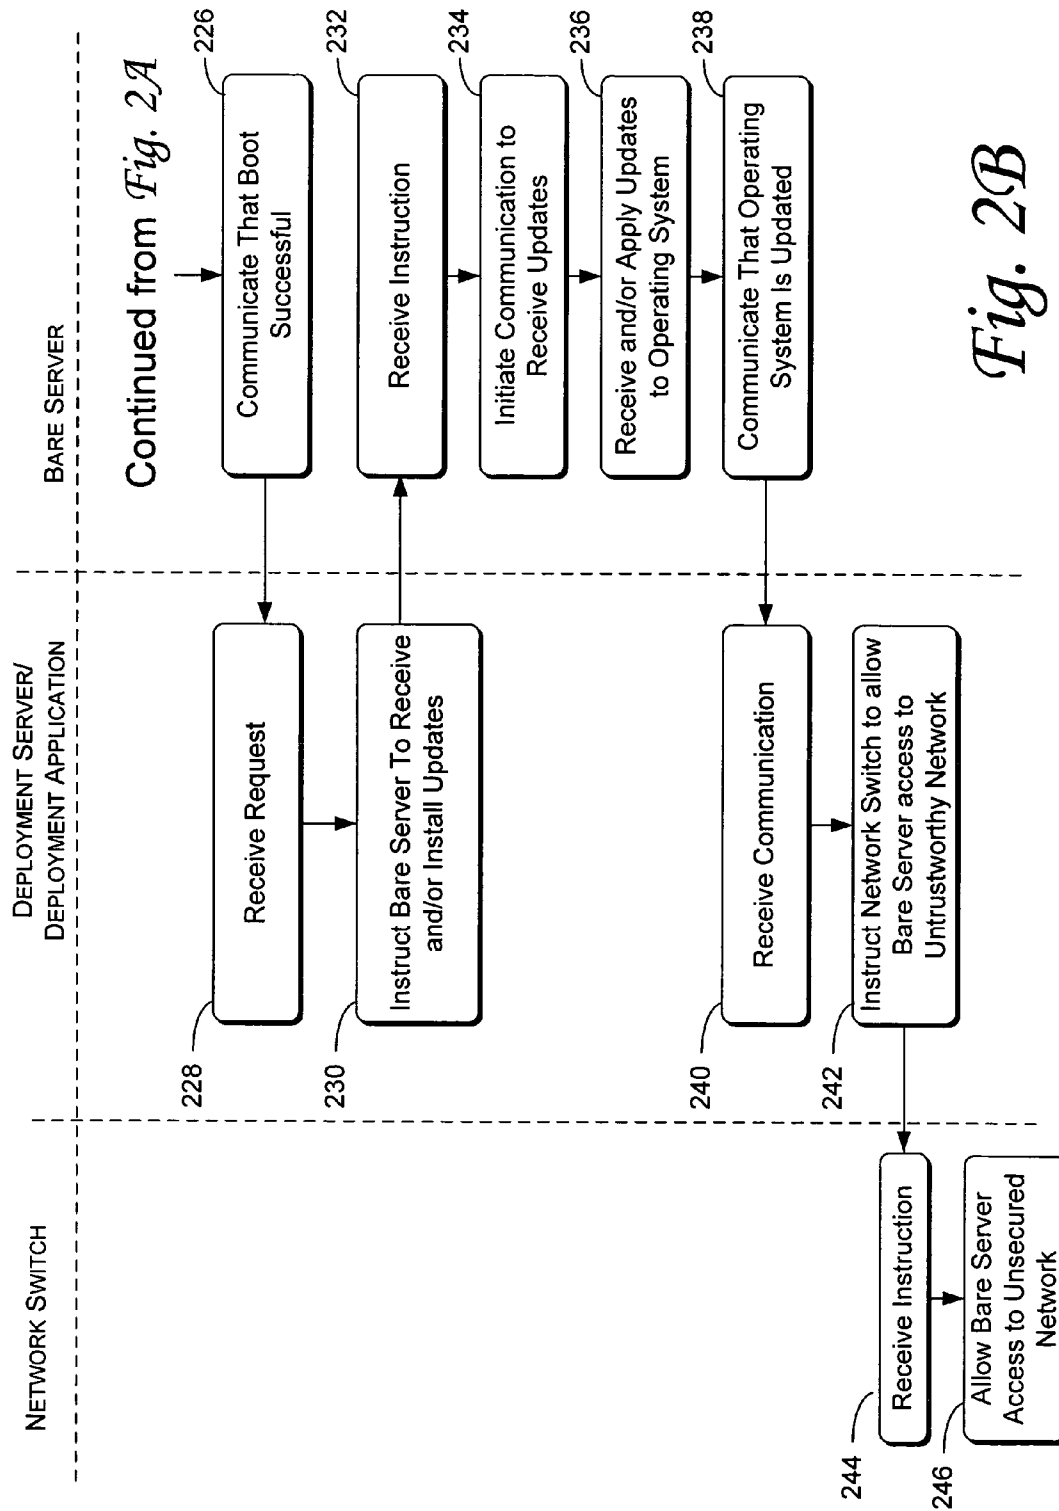 NETWORK SWITCH
DEPLOYMENT SERVER/
DEPLOYMENT APPLICATION
BARE SERVER
Continued from Fig. 2A
226
Communicate That Boot
Successful
228
Receive Request
230
Instruct Bare Server To Receive
and/or Install Updates
232
Receive Instruction
234
Initiate Communication to
Receive Updates
236
Receive and/or Apply Updates
to Operating System
238
Communicate That Operating
System Is Updated
240
Receive Communication
242
Instruct Network Switch to allow
Bare Server access to
Untrustworthy Network
244
Receive Instruction
246
Allow Bare Server
Access to Unsecured
Network
Fig. 2B